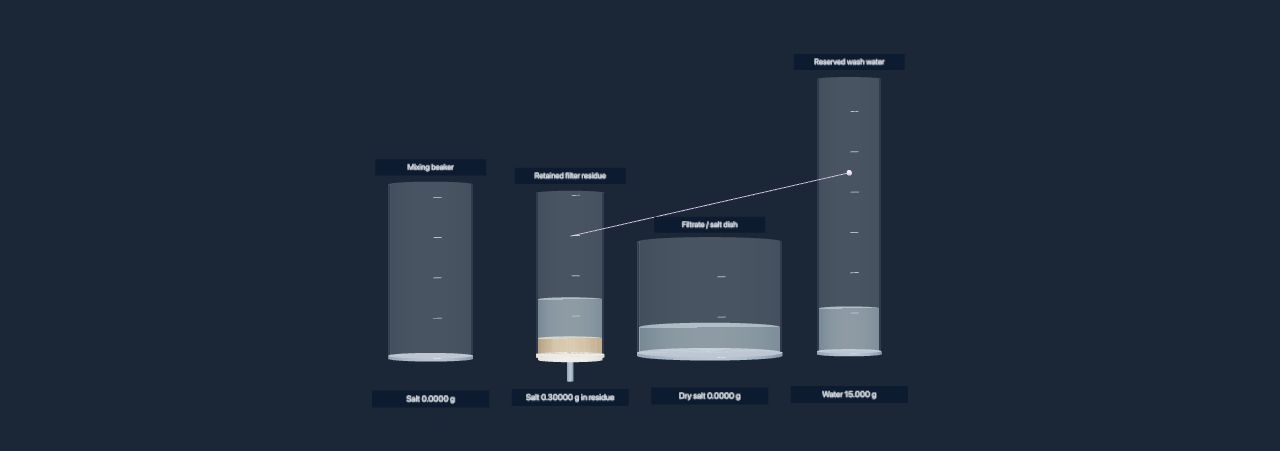 Reserved wash water
Mixing beaker
Retained filter residue
Filtrate / salt dish
Salt 0.0000 g
Salt 0.30000 g in residue
Dry salt 0.0000 g
Water 15.000 g